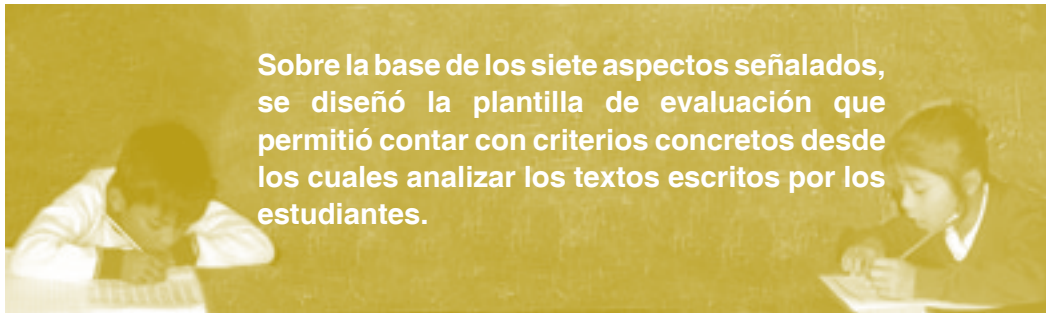 Sobre la base de los siete aspectos señalados,
se diseñó la plantilla de evaluación que
permitió contar con criterios concretos desde
los cuales analizar los textos escritos por los
estudiantes.